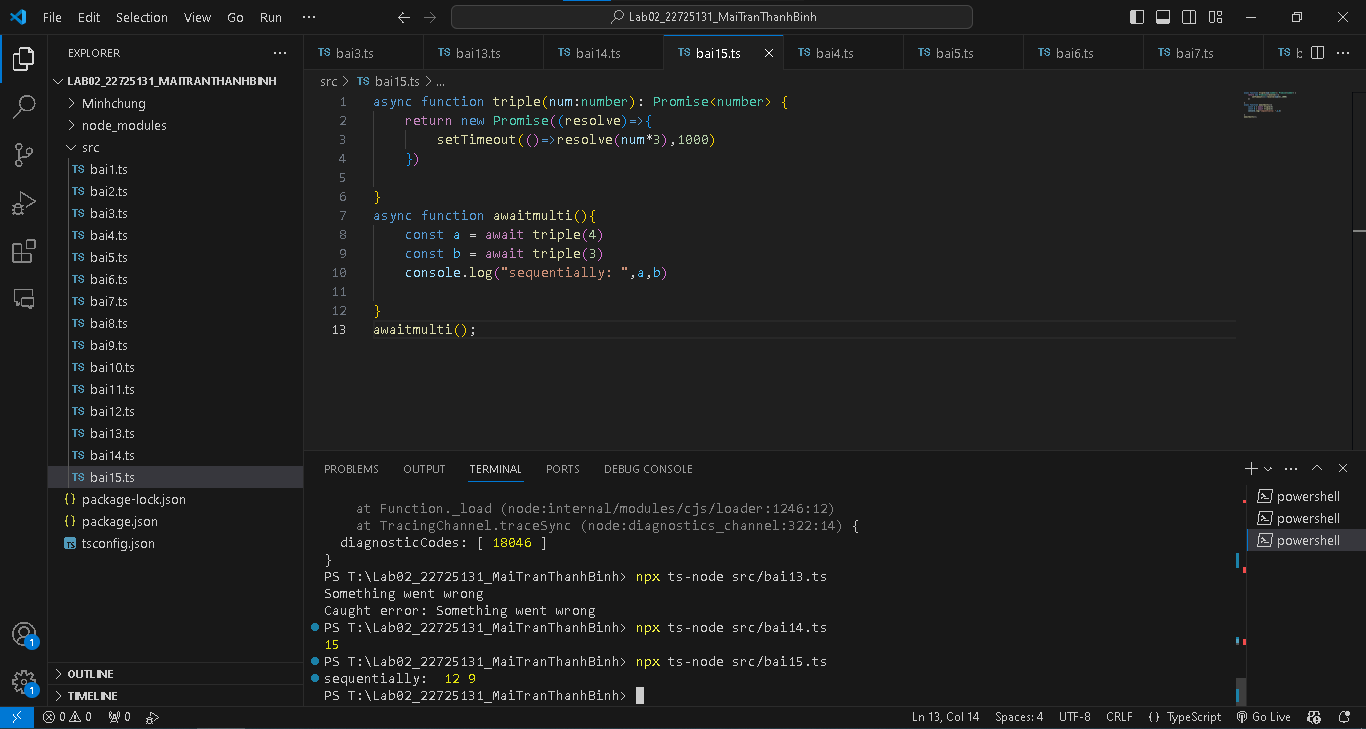 File Edit Selection View Go Run ··· Lab02_22725131_MaiTranThanhBinh
EXPLORER ···
LAB02_22725131_MAITRANTHANHBINH
Minhchung
node_modules
src
TS bai1.ts
TS bai2.ts
TS bai3.ts
TS bai4.ts
TS bai5.ts
TS bai6.ts
TS bai7.ts
TS bai8.ts
TS bai9.ts
TS bai10.ts
TS bai11.ts
TS bai12.ts
TS bai13.ts
TS bai14.ts
TS bai15.ts
{} package-lock.json
{} package.json
TS tsconfig.json
OUTLINE
TIMELINE
1
1
TS bai3.ts TS bai13.ts TS bai14.ts TS bai15.ts TS bai4.ts TS bai5.ts TS bai6.ts TS bai7.ts TS b ···
src > TS bai15.ts > ...
1 async function triple(num:number): Promise<number> {
2 return new Promise((resolve)=>{
3 setTimeout(()=>resolve(num*3),1000)
4 })
5
6 }
7 async function awaitmulti(){
8 const a = await triple(4)
9 const b = await triple(3)
10 console.log("sequentially: ",a,b)
11
12 }
13 awaitmulti();
PROBLEMS OUTPUT TERMINAL PORTS DEBUG CONSOLE
at Function._load (node:internal/modules/cjs/loader:1246:12)
at TracingChannel.traceSync (node:diagnostics_channel:322:14) {
diagnosticCodes: [ 18046 ]
}
PS T:\Lab02_22725131_MaiTranThanhBinh> npx ts-node src/bai13.ts
Something went wrong
Caught error: Something went wrong
PS T:\Lab02_22725131_MaiTranThanhBinh> npx ts-node src/bai14.ts
15
PS T:\Lab02_22725131_MaiTranThanhBinh> npx ts-node src/bai15.ts
sequentially:  12 9
PS T:\Lab02_22725131_MaiTranThanhBinh>
powershell
powershell
powershell
0 0 0 Ln 13, Col 14 Spaces: 4 UTF-8 CRLF {} TypeScript Go Live